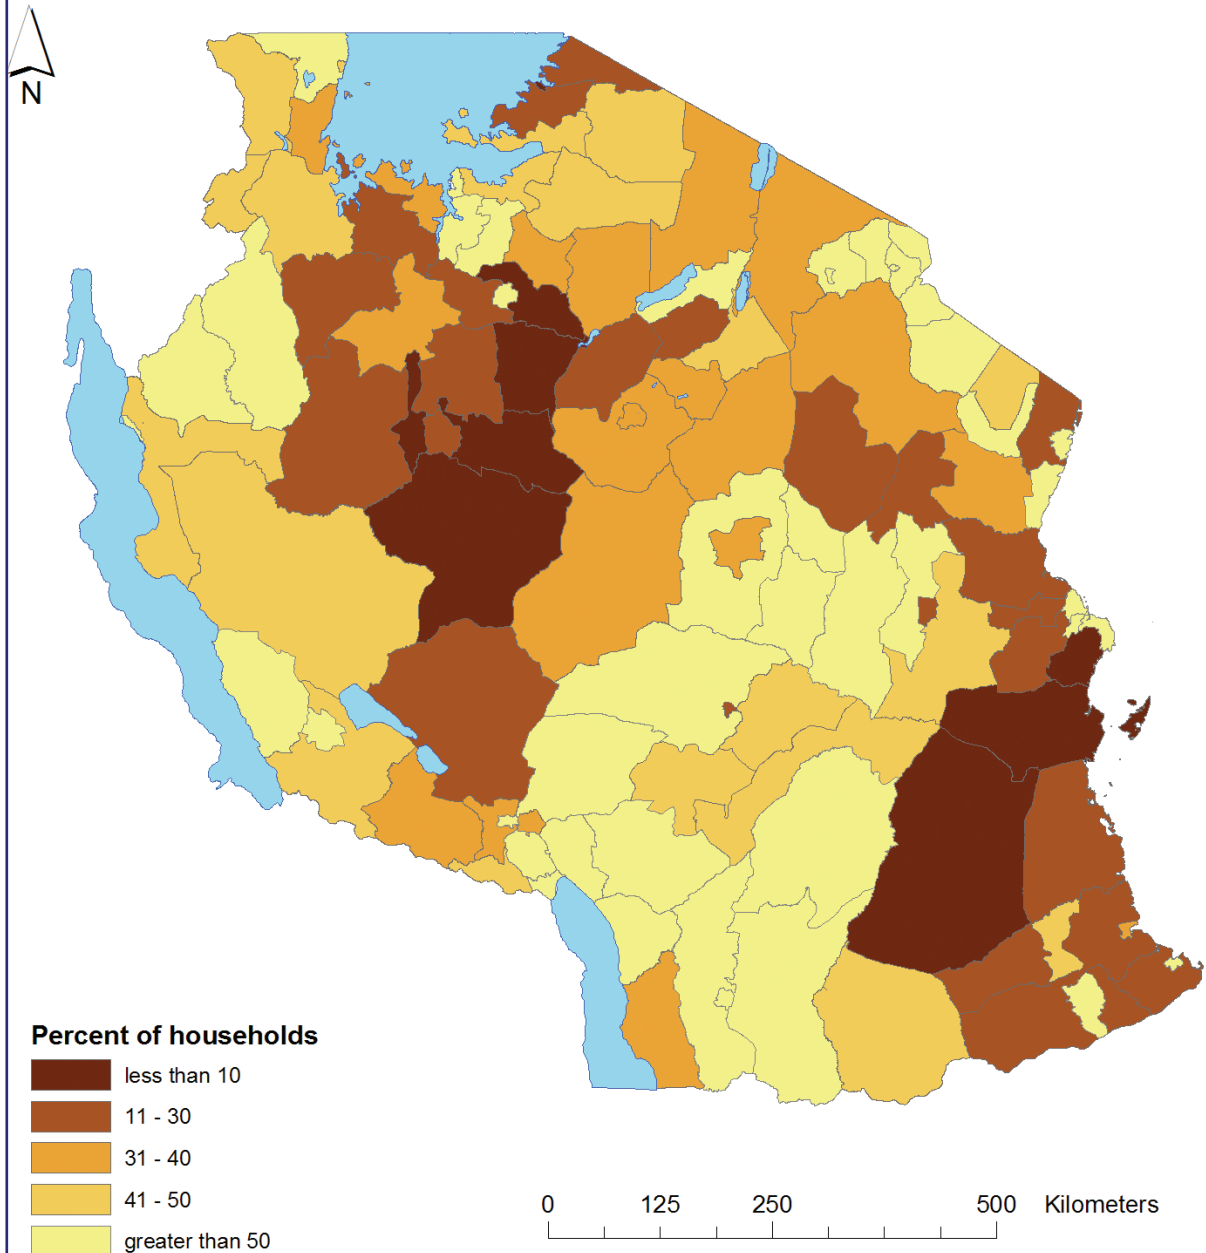 N
Percent of households
less than 10
11 - 30
31 - 40
41 - 50
greater than 50
0 125 250 500 Kilometers